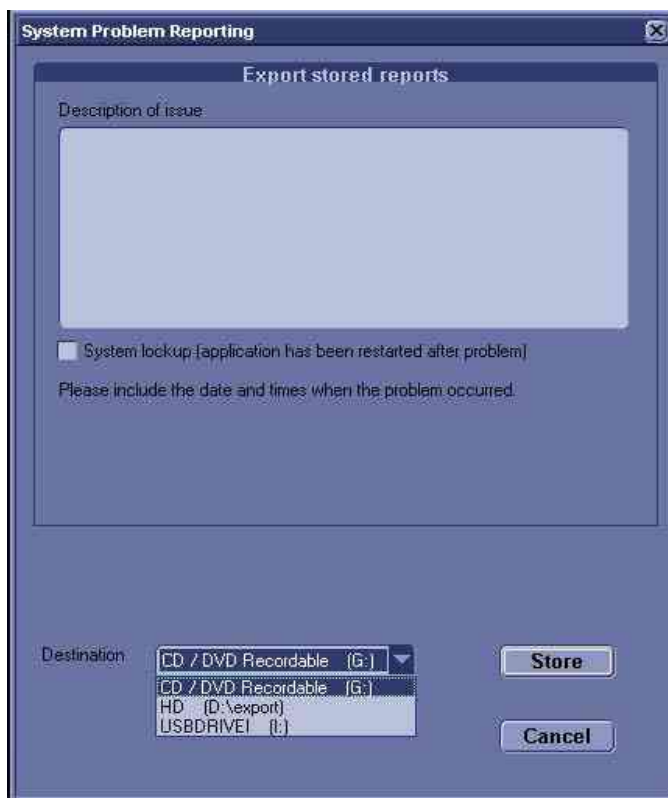 System Problem Reporting
Export stored reports
Description of issue
System lockup (application has been restarted after problem)
Please include the date and times when the problem occurred.
Destination
CD / DVD Recordable (G:)
CD / DVD Recordable (G:)
HD (D:\export)
USBDRIVE! (I:)
Store
Cancel